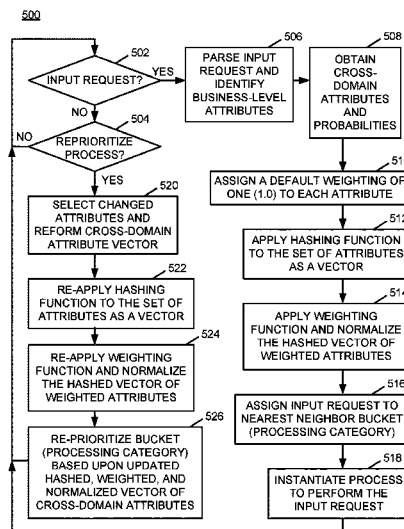 500
502
INPUT REQUEST?
YES
NO
504
REPRIORITIZE
PROCESS?
NO
YES
520
SELECT CHANGED
ATTRIBUTES AND
REFORM CROSS-DOMAIN
ATTRIBUTE VECTOR
522
RE-APPLY HASHING
FUNCTION TO THE SET OF
ATTRIBUTES AS A VECTOR
524
RE-APPLY WEIGHTING
FUNCTION AND NORMALIZE
THE HASHED VECTOR OF
WEIGHTED ATTRIBUTES
526
RE-PRIORITIZE BUCKET
(PROCESSING CATEGORY)
BASED UPON UPDATED
HASHED, WEIGHTED, AND
NORMALIZED VECTOR OF
CROSS-DOMAIN ATTRIBUTES
506
PARSE INPUT
REQUEST AND
IDENTIFY
BUSINESS-LEVEL
ATTRIBUTES
508
OBTAIN
CROSS-
DOMAIN
ATTRIBUTES
AND
PROBABILITIES
51
ASSIGN A DEFAULT WEIGHTING OF
ONE (1.0) TO EACH ATTRIBUTE
512
APPLY HASHING FUNCTION
TO THE SET OF ATTRIBUTES
AS A VECTOR
514
APPLY WEIGHTING
FUNCTION AND NORMALIZE
THE HASHED VECTOR OF
WEIGHTED ATTRIBUTES
516
ASSIGN INPUT REQUEST TO
NEAREST NEIGHBOR BUCKET
(PROCESSING CATEGORY)
518
INSTANTIATE PROCESS
TO PERFORM THE
INPUT REQUEST